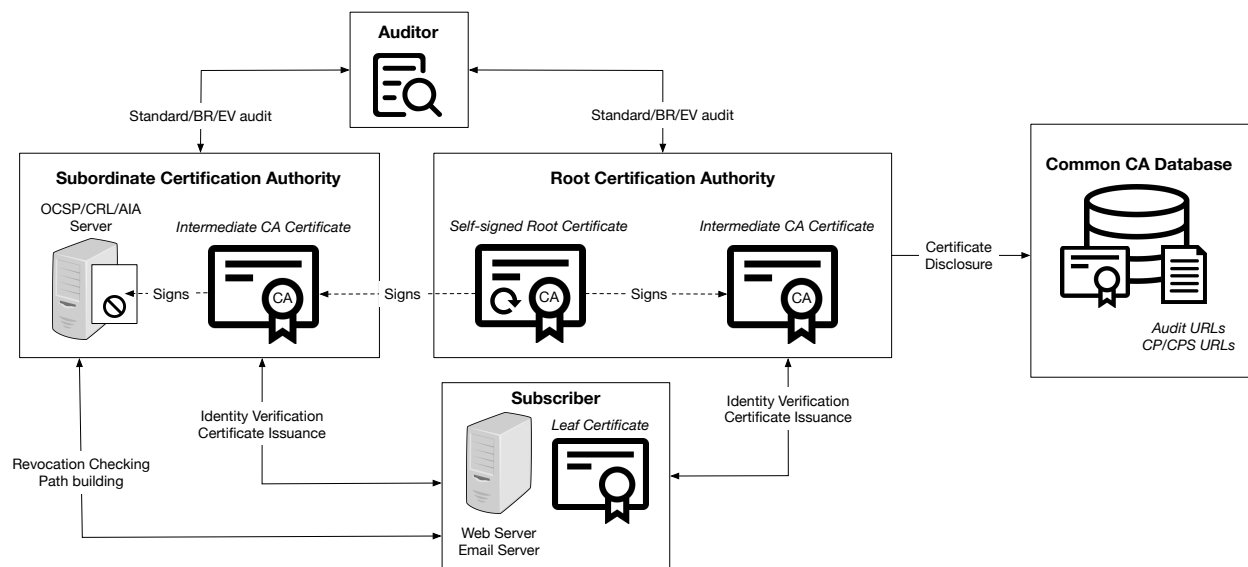 Auditor
Standard/BR/EV audit
Standard/BR/EV audit
Subordinate Certification Authority
OCSP/CRL/AIA
Server
Intermediate CA Certificate
Signs
CA
Signs
Root Certification Authority
Self-signed Root Certificate
CA
Signs
Intermediate CA Certificate
CA
Certificate
Disclosure
Common CA Database
Audit URLs
CP/CPS URLs
Identity Verification
Certificate Issuance
Revocation Checking
Path building
Subscriber
Leaf Certificate
Web Server
Email Server
Identity Verification
Certificate Issuance